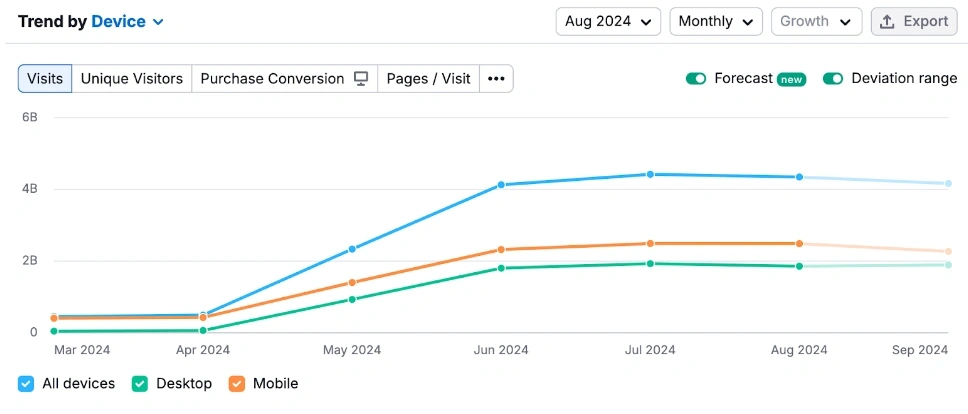 Trend by Device
Aug 2024 Monthly Growth Export
Visits Unique Visitors Purchase Conversion Pages / Visit ••• Forecast new Deviation range
6B
4B
2B
0
Mar 2024 Apr 2024 May 2024 Jun 2024 Jul 2024 Aug 2024 Sep 2024
All devices Desktop Mobile